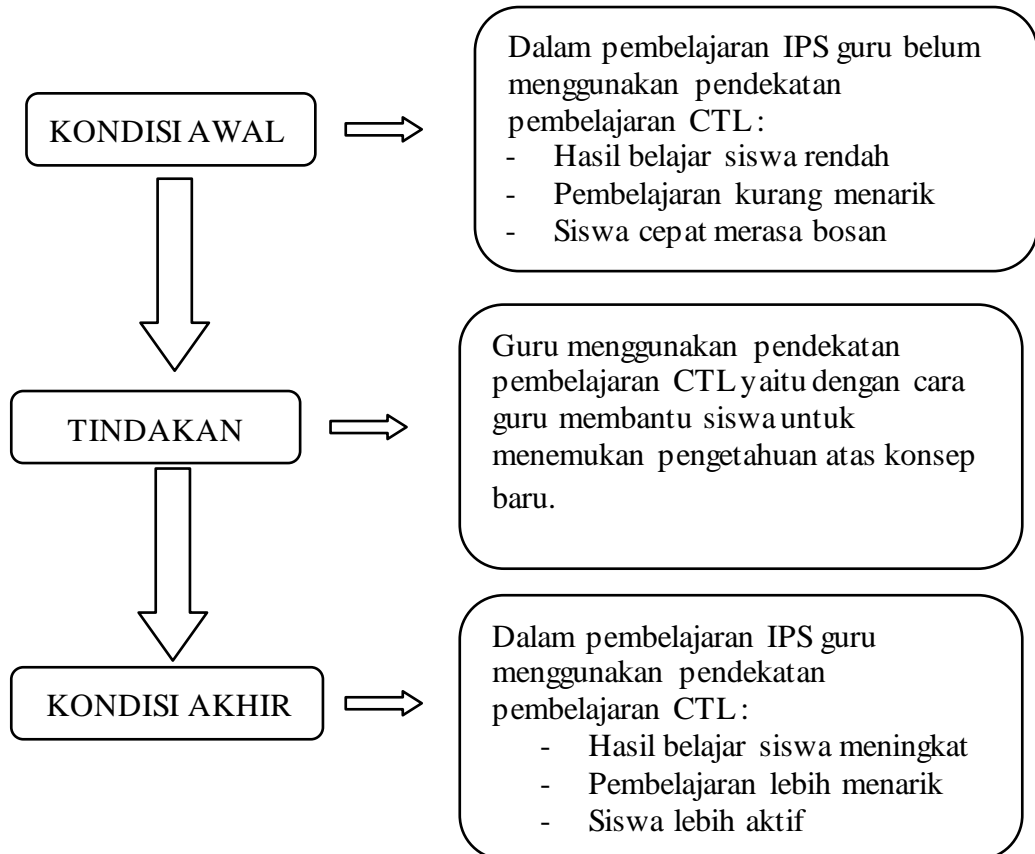 KONDISI AWAL
Dalam pembelajaran IPS guru belum
menggunakan pendekatan
pembelajaran CTL:
- Hasil belajar siswa rendah
- Pembelajaran kurang menarik
- Siswa cepat merasa bosan
TINDAKAN
Guru menggunakan pendekatan
pembelajaran CTL yaitu dengan cara
guru membantu siswa untuk
menemukan pengetahuan atas konsep
baru.
KONDISI AKHIR
Dalam pembelajaran IPS guru
menggunakan pendekatan
pembelajaran CTL:
- Hasil belajar siswa meningkat
- Pembelajaran lebih menarik
- Siswa lebih aktif